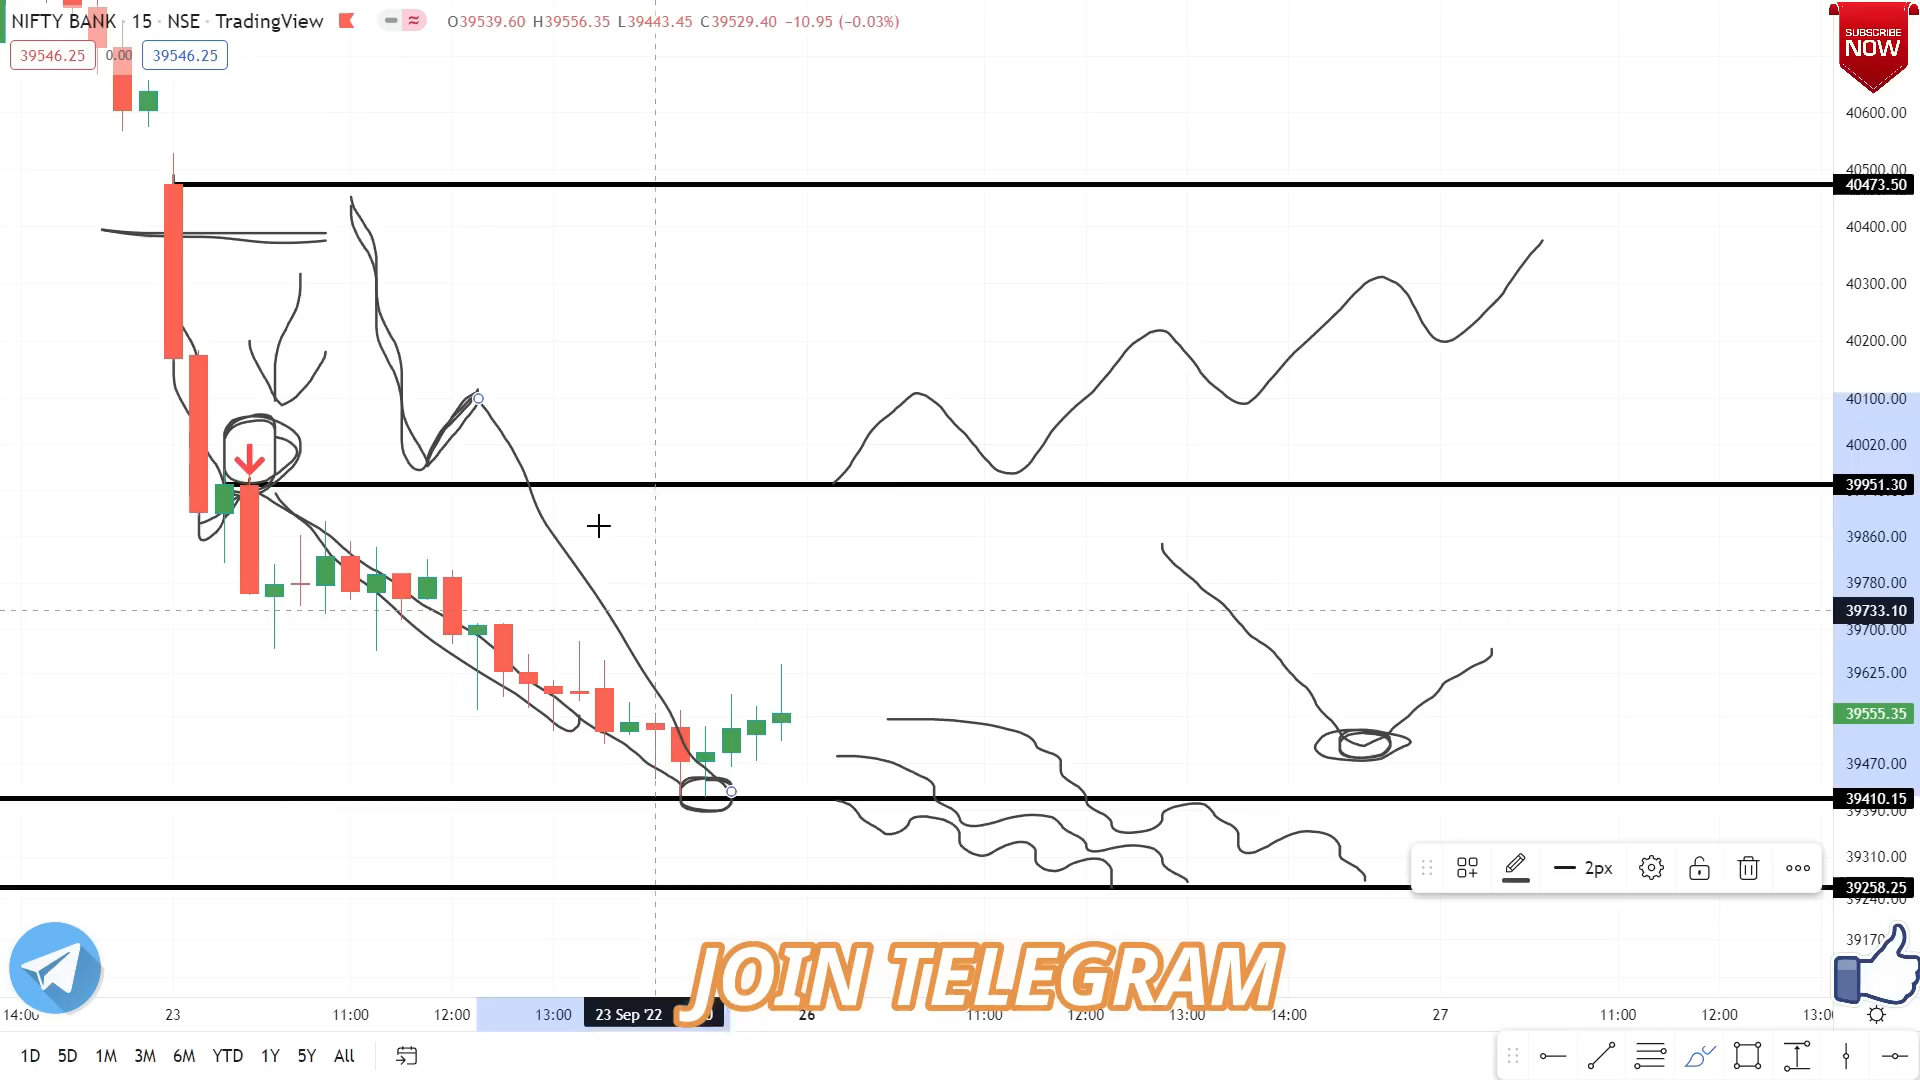 NIFTY BANK · 15 · NSE · TradingView
O39539.60 H39556.35 L39443.45 C39529.40 −10.95 (−0.03%)
SUBSCRIBE
NOW
39546.25 0.00 39546.25
40600.00
40500.00
40473.50
40400.00
40300.00
40200.00
40100.00
40020.00
39951.30
39860.00
39780.00
39733.10
39700.00
39625.00
39555.35
39470.00
39410.15
39390.00
39310.00
2px
39258.25
39240.00
JOIN TELEGRAM
14:00 23 11:00 12:00 13:00 23 Sep '22 26 11:00 12:00 13:00 14:00 27 11:00 12:00
1D 5D 1M 3M 6M YTD 1Y 5Y All